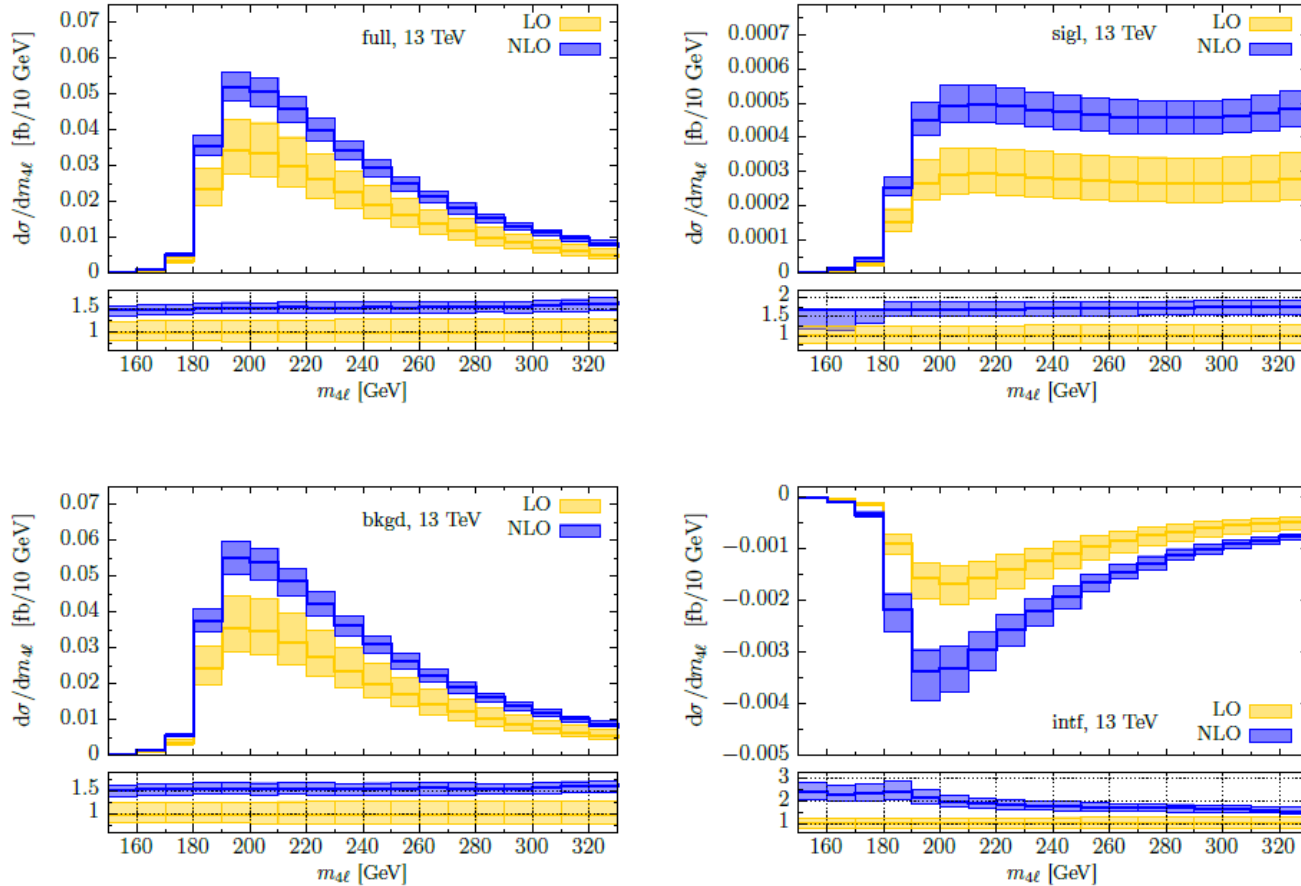 full, 13 TeV
LO
NLO
dσ/dm4ℓ [fb/10 GeV]
0.07
0.06
0.05
0.04
0.03
0.02
0.01
0
1.5
1
160 180 200 220 240 260 280 300 320
m4ℓ [GeV]
sigl, 13 TeV
LO
NLO
dσ/dm4ℓ [fb/10 GeV]
0.0007
0.0006
0.0005
0.0004
0.0003
0.0002
0.0001
0
2
1.5
1
160 180 200 220 240 260 280 300 320
m4ℓ [GeV]
bkgd, 13 TeV
LO
NLO
dσ/dm4ℓ [fb/10 GeV]
0.07
0.06
0.05
0.04
0.03
0.02
0.01
0
1.5
1
160 180 200 220 240 260 280 300 320
m4ℓ [GeV]
dσ/dm4ℓ [fb/10 GeV]
0
−0.001
−0.002
−0.003
−0.004
−0.005
intf, 13 TeV
LO
NLO
3
2
1
160 180 200 220 240 260 280 300 320
m4ℓ [GeV]